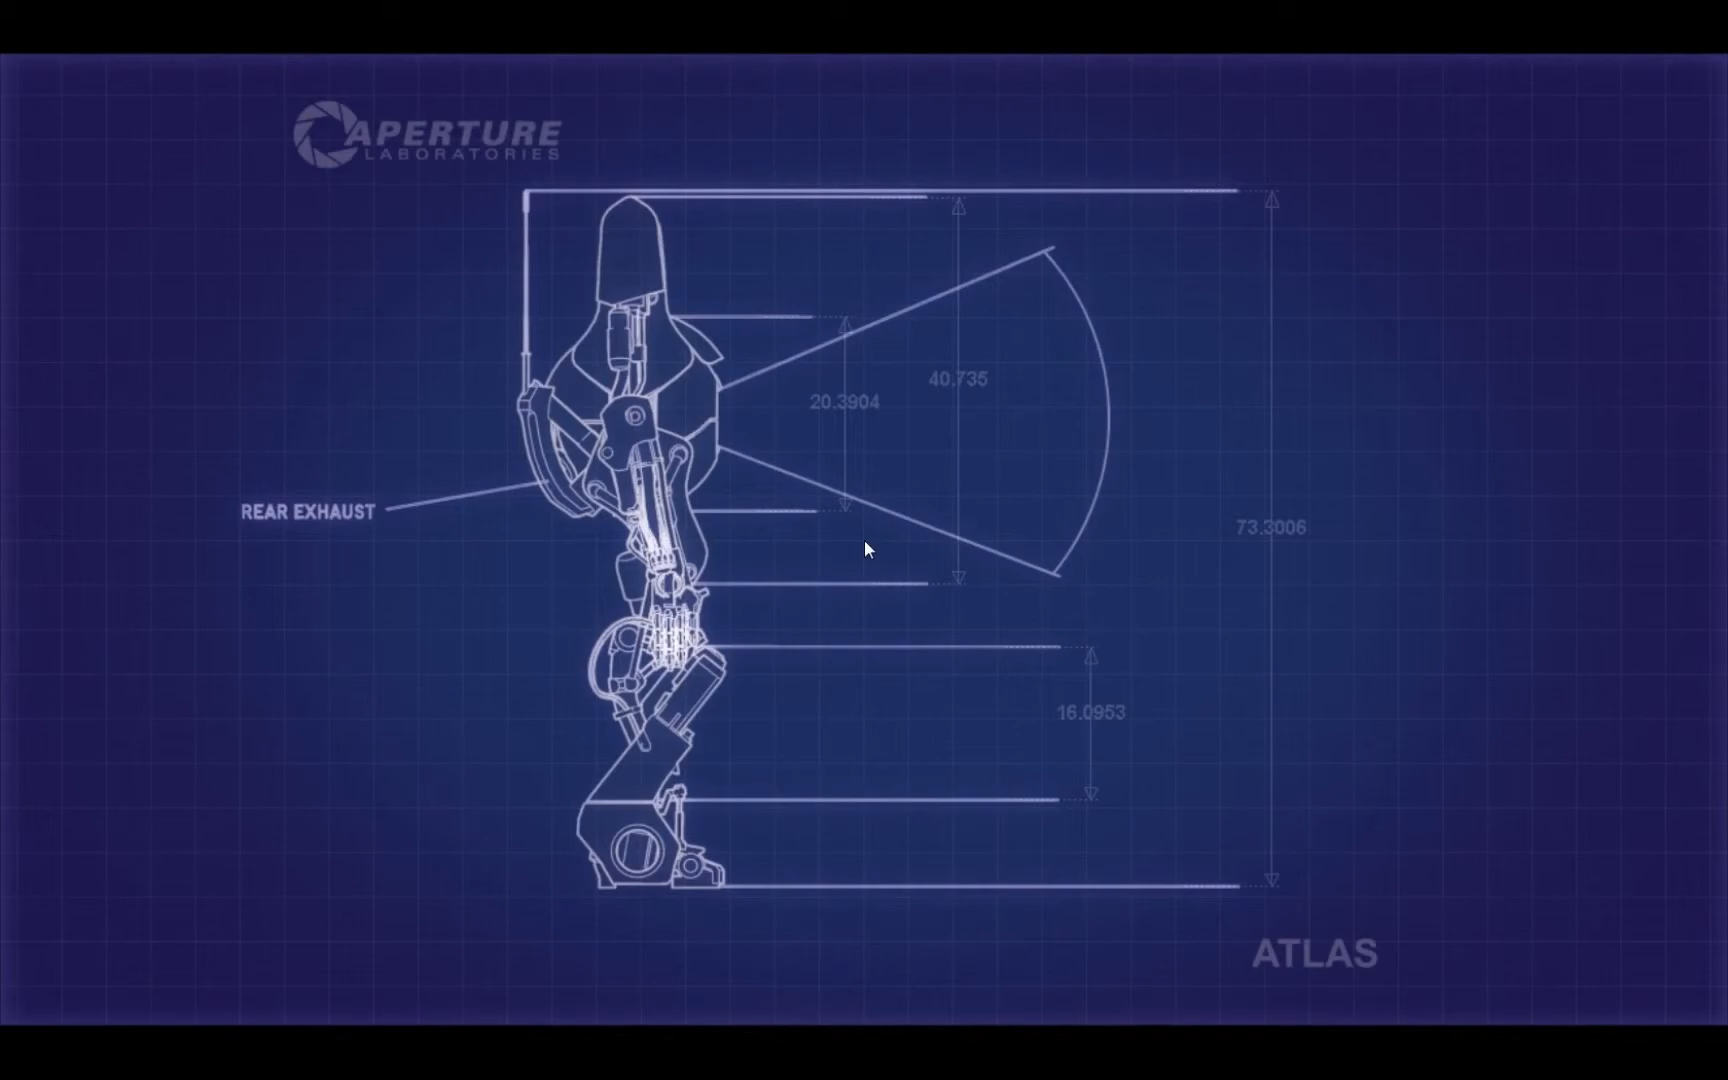 APERTURE
LABORATORIES
40.735
20.3904
REAR EXHAUST
73.3006
16.0953
ATLAS